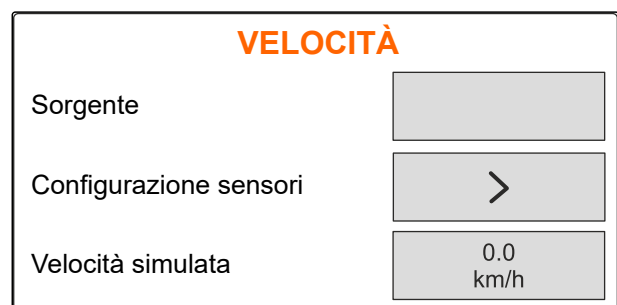 VELOCITÀ
Sorgente
Configurazione sensori
Velocità simulata
0.0
km/h